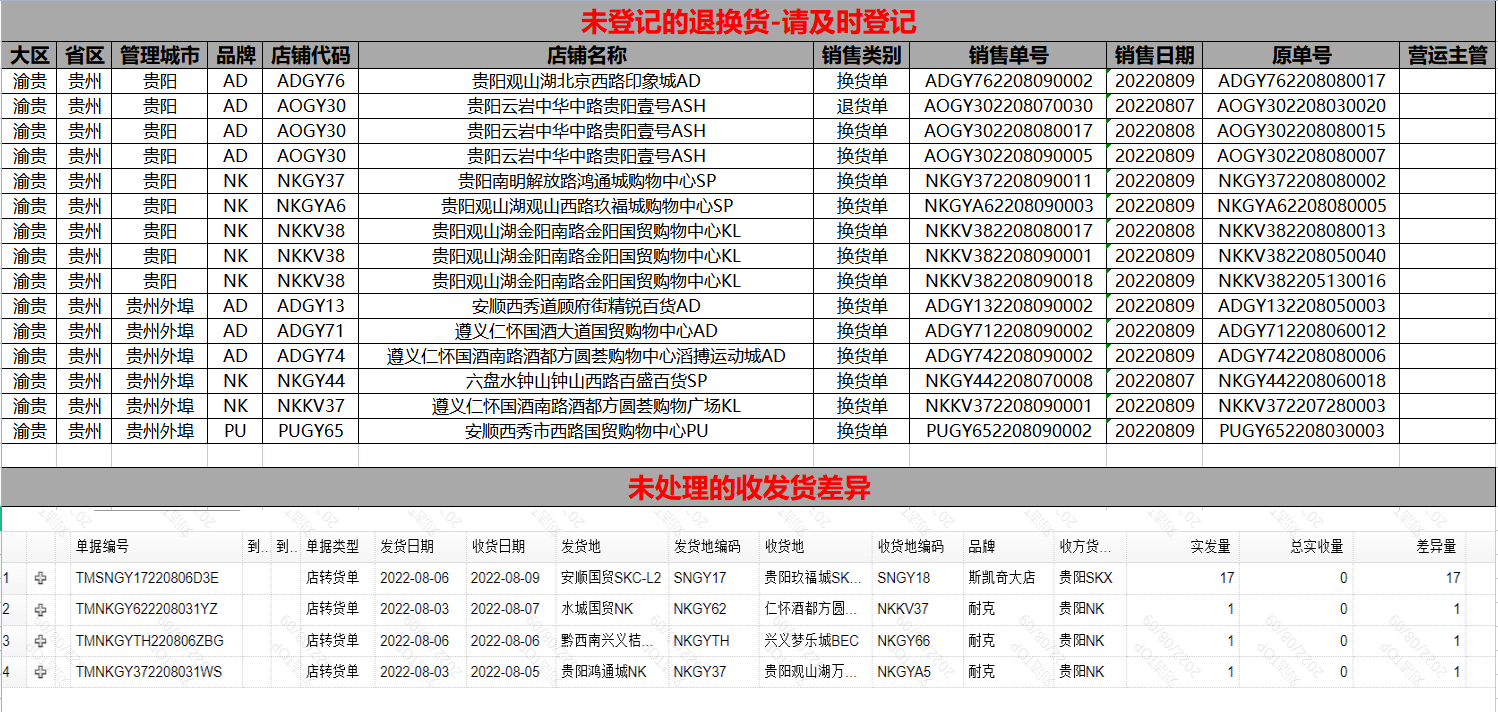 未登记的退换货-请及时登记
大区 省区 管理城市 品牌 店铺代码 店铺名称 销售类别 销售单号 销售日期 原单号 营运主管
渝贵 贵州 贵阳 AD ADGY76 贵阳观山湖北京西路印象城AD 换货单 ADGY762208090002 20220809 ADGY762208080017
渝贵 贵州 贵阳 AD AOGY30 贵阳云岩中华中路贵阳壹号ASH 退货单 AOGY302208070030 20220807 AOGY302208030020
渝贵 贵州 贵阳 AD AOGY30 贵阳云岩中华中路贵阳壹号ASH 换货单 AOGY302208080017 20220808 AOGY302208080015
渝贵 贵州 贵阳 AD AOGY30 贵阳云岩中华中路贵阳壹号ASH 换货单 AOGY302208090005 20220809 AOGY302208080007
渝贵 贵州 贵阳 NK NKGY37 贵阳南明解放路鸿通城购物中心SP 换货单 NKGY372208090011 20220809 NKGY372208080002
渝贵 贵州 贵阳 NK NKGYA6 贵阳观山湖观山西路玖福城购物中心SP 换货单 NKGYA62208090003 20220809 NKGYA62208080005
渝贵 贵州 贵阳 NK NKKV38 贵阳观山湖金阳南路金阳国贸购物中心KL 换货单 NKKV382208080017 20220808 NKKV382208080013
渝贵 贵州 贵阳 NK NKKV38 贵阳观山湖金阳南路金阳国贸购物中心KL 换货单 NKKV382208090001 20220809 NKKV382208050040
渝贵 贵州 贵阳 NK NKKV38 贵阳观山湖金阳南路金阳国贸购物中心KL 换货单 NKKV382208090018 20220809 NKKV382205130016
渝贵 贵州 贵州外埠 AD ADGY13 安顺西秀道顾府街精锐百货AD 换货单 ADGY132208090002 20220809 ADGY132208050003
渝贵 贵州 贵州外埠 AD ADGY71 遵义仁怀国酒大道国贸购物中心AD 换货单 ADGY712208090002 20220809 ADGY712208060012
渝贵 贵州 贵州外埠 AD ADGY74 遵义仁怀国酒南路酒都方圆荟购物中心滔搏运动城AD 换货单 ADGY742208090002 20220809 ADGY742208080006
渝贵 贵州 贵州外埠 NK NKGY44 六盘水钟山钟山西路百盛百货SP 换货单 NKGY442208070008 20220807 NKGY442208060018
渝贵 贵州 贵州外埠 NK NKKV37 遵义仁怀国酒南路酒都方圆荟购物广场KL 换货单 NKKV372208090001 20220809 NKKV372207280003
渝贵 贵州 贵州外埠 PU PUGY65 安顺西秀市西路国贸购物中心PU 换货单 PUGY652208090002 20220809 PUGY652208030003
未处理的收发货差异
单据编号 到... 到... 单据类型 发货日期 收货日期 发货地 发货地编码 收货地 收货地编码 品牌 收方货... 实发量 总实收量 差异量
1 TMSNGY17220806D3E 店转货单 2022-08-06 2022-08-09 安顺国贸SKC-L2 SNGY17 贵阳玖福城SK... SNGY18 斯凯奇大店 贵阳SKX 17 0 17
2 TMNKGY622208031YZ 店转货单 2022-08-03 2022-08-07 水城国贸NK NKGY62 仁怀酒都方圆... NKKV37 耐克 贵阳NK 1 0 1
3 TMNKGYTH220806ZBG 店转货单 2022-08-06 2022-08-06 黔西南兴义桔... NKGYTH 兴义梦乐城BEC NKGY66 耐克 贵阳NK 1 0 1
4 TMNKGY372208031WS 店转货单 2022-08-03 2022-08-05 贵阳鸿通城NK NKGY37 贵阳观山湖万... NKGYA5 耐克 贵阳NK 1 0 1